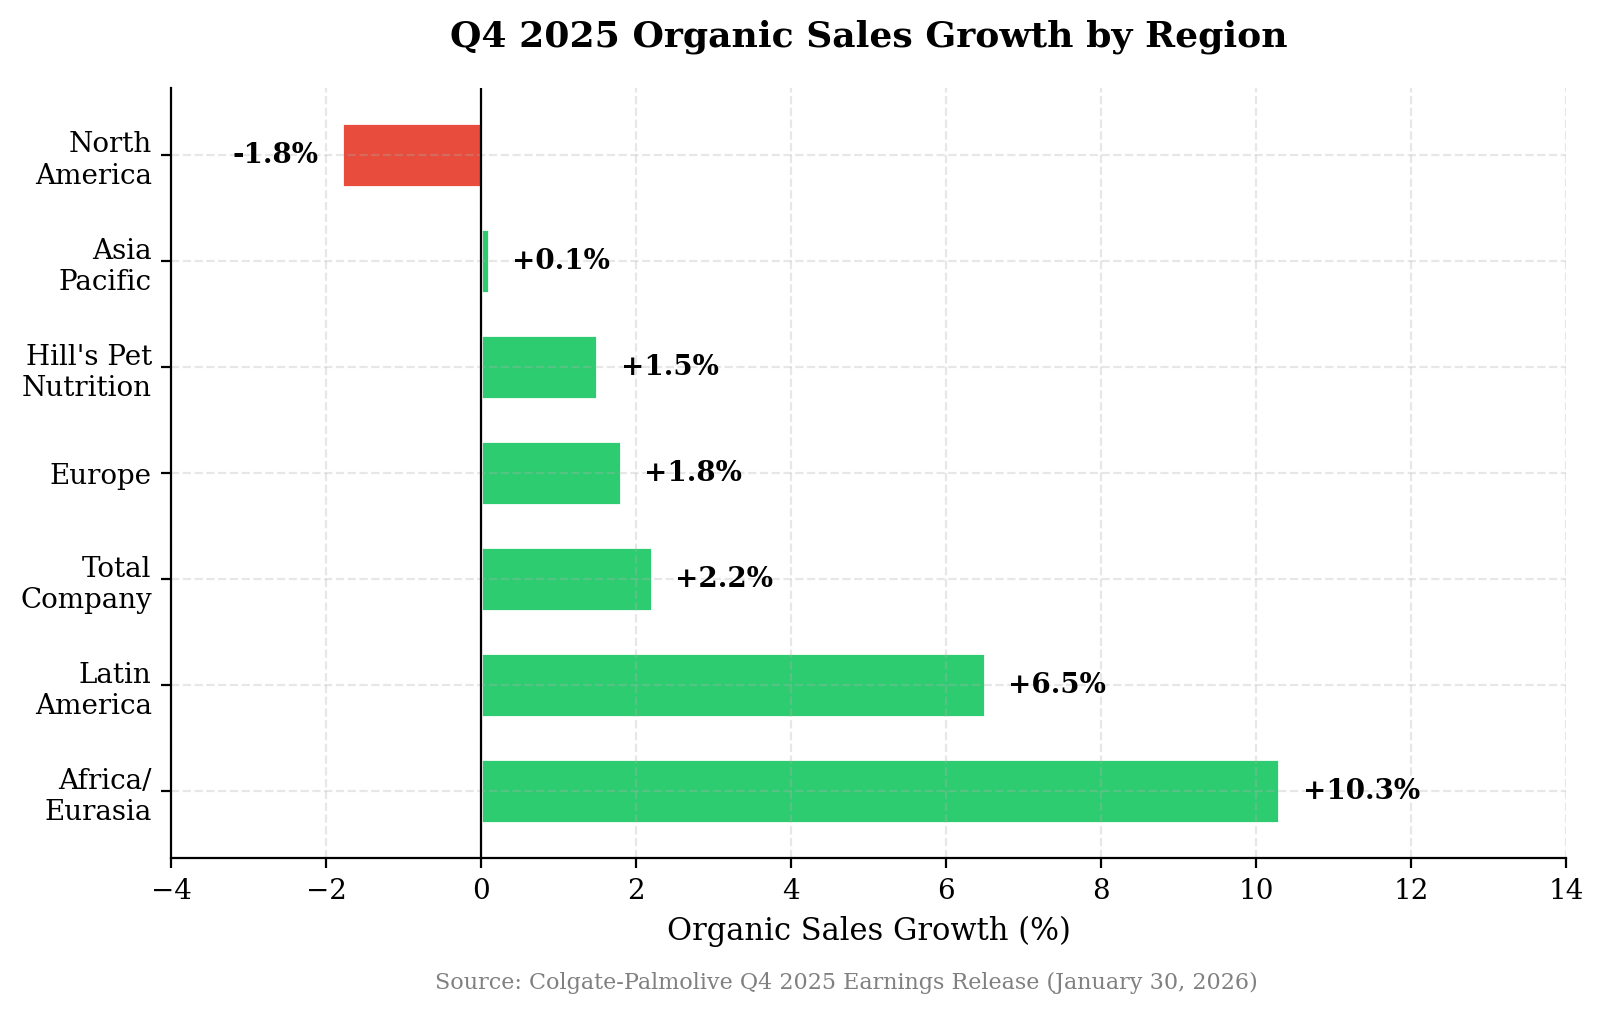 Q4 2025 Organic Sales Growth by Region
North
America
-1.8%
Asia
Pacific
+0.1%
Hill's Pet
Nutrition
+1.5%
Europe
+1.8%
Total
Company
+2.2%
Latin
America
+6.5%
Africa/
Eurasia
+10.3%
−4 −2 0 2 4 6 8 10 12 14
Organic Sales Growth (%)
Source: Colgate-Palmolive Q4 2025 Earnings Release (January 30, 2026)